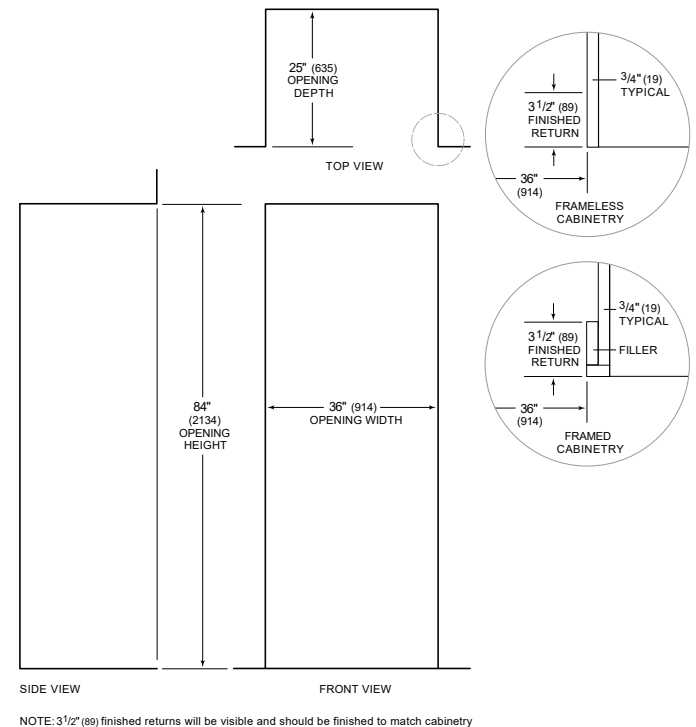 25" (635)
OPENING
DEPTH
TOP VIEW
3/4" (19)
TYPICAL
3 1/2" (89)
FINISHED
RETURN
36"
(914)
FRAMELESS
CABINETRY
3/4" (19)
TYPICAL
3 1/2" (89)
FINISHED
RETURN
FILLER
36"
(914)
FRAMED
CABINETRY
84"
(2134)
OPENING
HEIGHT
36" (914)
OPENING WIDTH
SIDE VIEW
FRONT VIEW
NOTE: 3 1/2" (89) finished returns will be visible and should be finished to match cabinetry